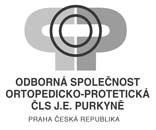 ODBORNÁ SPOLEČNOST
ORTOPEDICKO-PROTETICKÁ
ČLS J.E. PURKYNĚ
PRAHA ČESKÁ REPUBLIKA